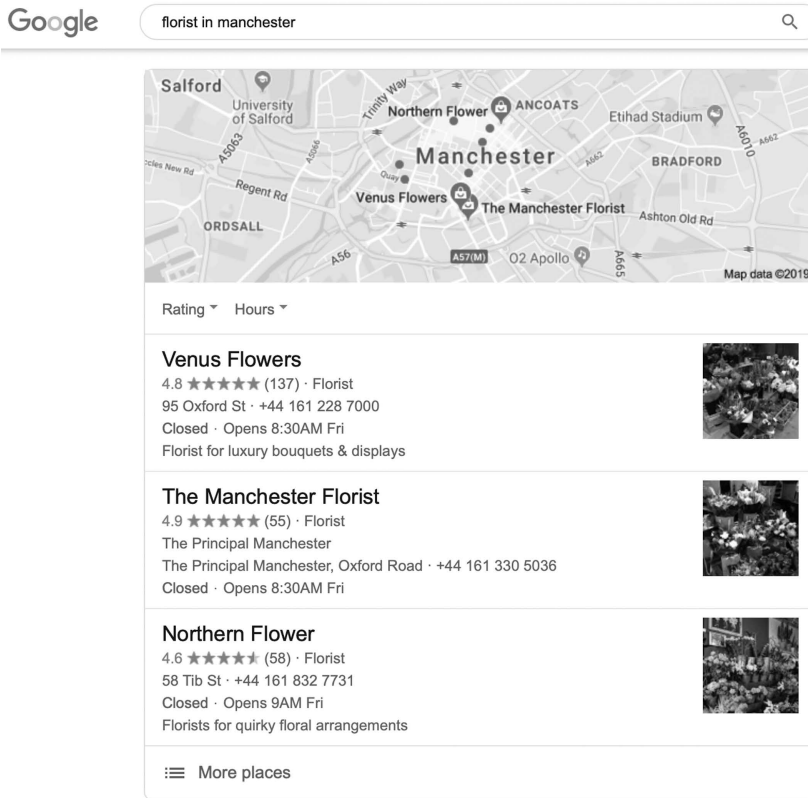 Google
florist in manchester
Salford
University
of Salford
Trinity Way
Northern Flower
ANCOATS
Etihad Stadium
A6010
A662
A5063
A5066
Manchester
A662
BRADFORD
ccles New Rd
Quay
Regent Rd
Venus Flowers
The Manchester Florist
Ashton Old Rd
ORDSALL
A56
A57(M)
O2 Apollo
A665
Map data ©2019
Rating
Hours
Venus Flowers
4.8 ★★★★★ (137) · Florist
95 Oxford St · +44 161 228 7000
Closed · Opens 8:30AM Fri
Florist for luxury bouquets & displays
The Manchester Florist
4.9 ★★★★★ (55) · Florist
The Principal Manchester
The Principal Manchester, Oxford Road · +44 161 330 5036
Closed · Opens 8:30AM Fri
Northern Flower
4.6 ★★★★★ (58) · Florist
58 Tib St · +44 161 832 7731
Closed · Opens 9AM Fri
Florists for quirky floral arrangements
More places